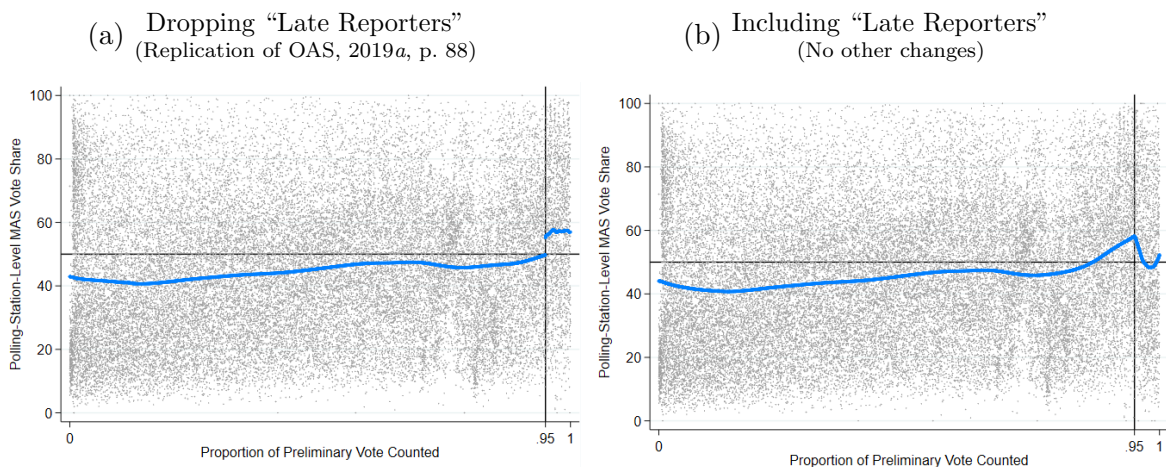 (a) Dropping “Late Reporters”
(Replication of OAS, 2019a, p. 88)
Polling-Station-Level MAS Vote Share
100
80
60
40
20
0
0 .95 1
Proportion of Preliminary Vote Counted
(b) Including “Late Reporters”
(No other changes)
Polling-Station-Level MAS Vote Share
100
80
60
40
20
0
0 .95 1
Proportion of Preliminary Vote Counted